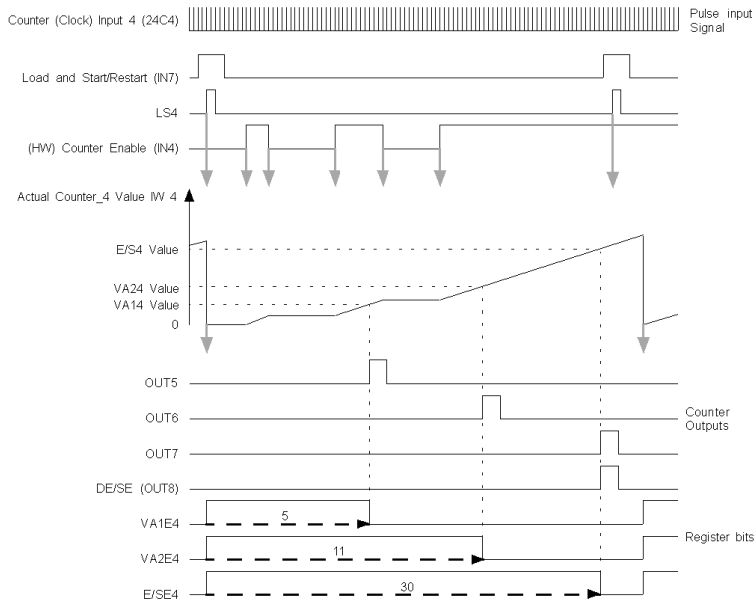 Counter (Clock) Input 4 (24C4)
Pulse input
Signal
Load and Start/Restart (IN7)
LS4
(HW) Counter Enable (IN4)
Actual Counter_4 Value IW 4
E/S4 Value
VA24 Value
VA14 Value
0
OUT5
OUT6
Counter
Outputs
OUT7
DE/SE (OUT8)
VA1E4
5
VA2E4
11
Register bits
E/SE4
30